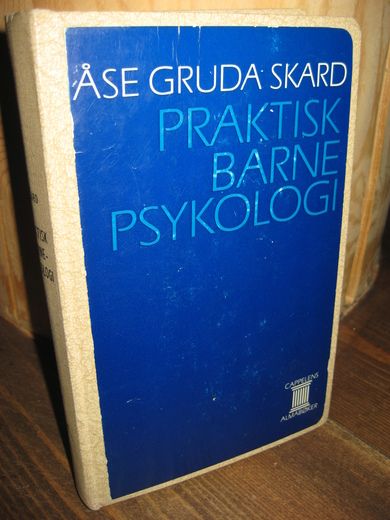 ÅSE GRUDA SKARD
PRAKTISK
BARNE
PSYKOLOGI
CAPPELENS
ALMABØKER